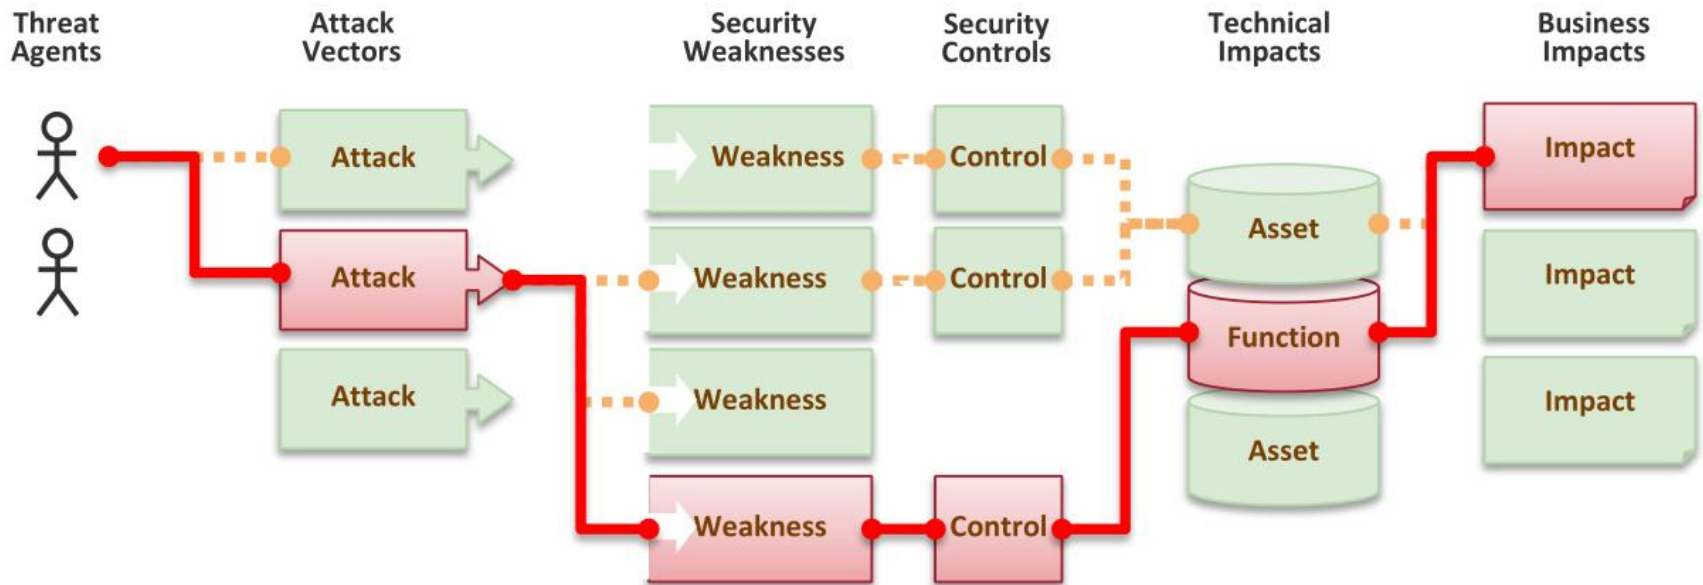 Threat
Agents
Attack
Vectors
Security
Weaknesses
Security
Controls
Technical
Impacts
Business
Impacts
Attack
Weakness
Control
Impact
Asset
Attack
Weakness
Control
Impact
Function
Attack
Weakness
Impact
Asset
Weakness
Control